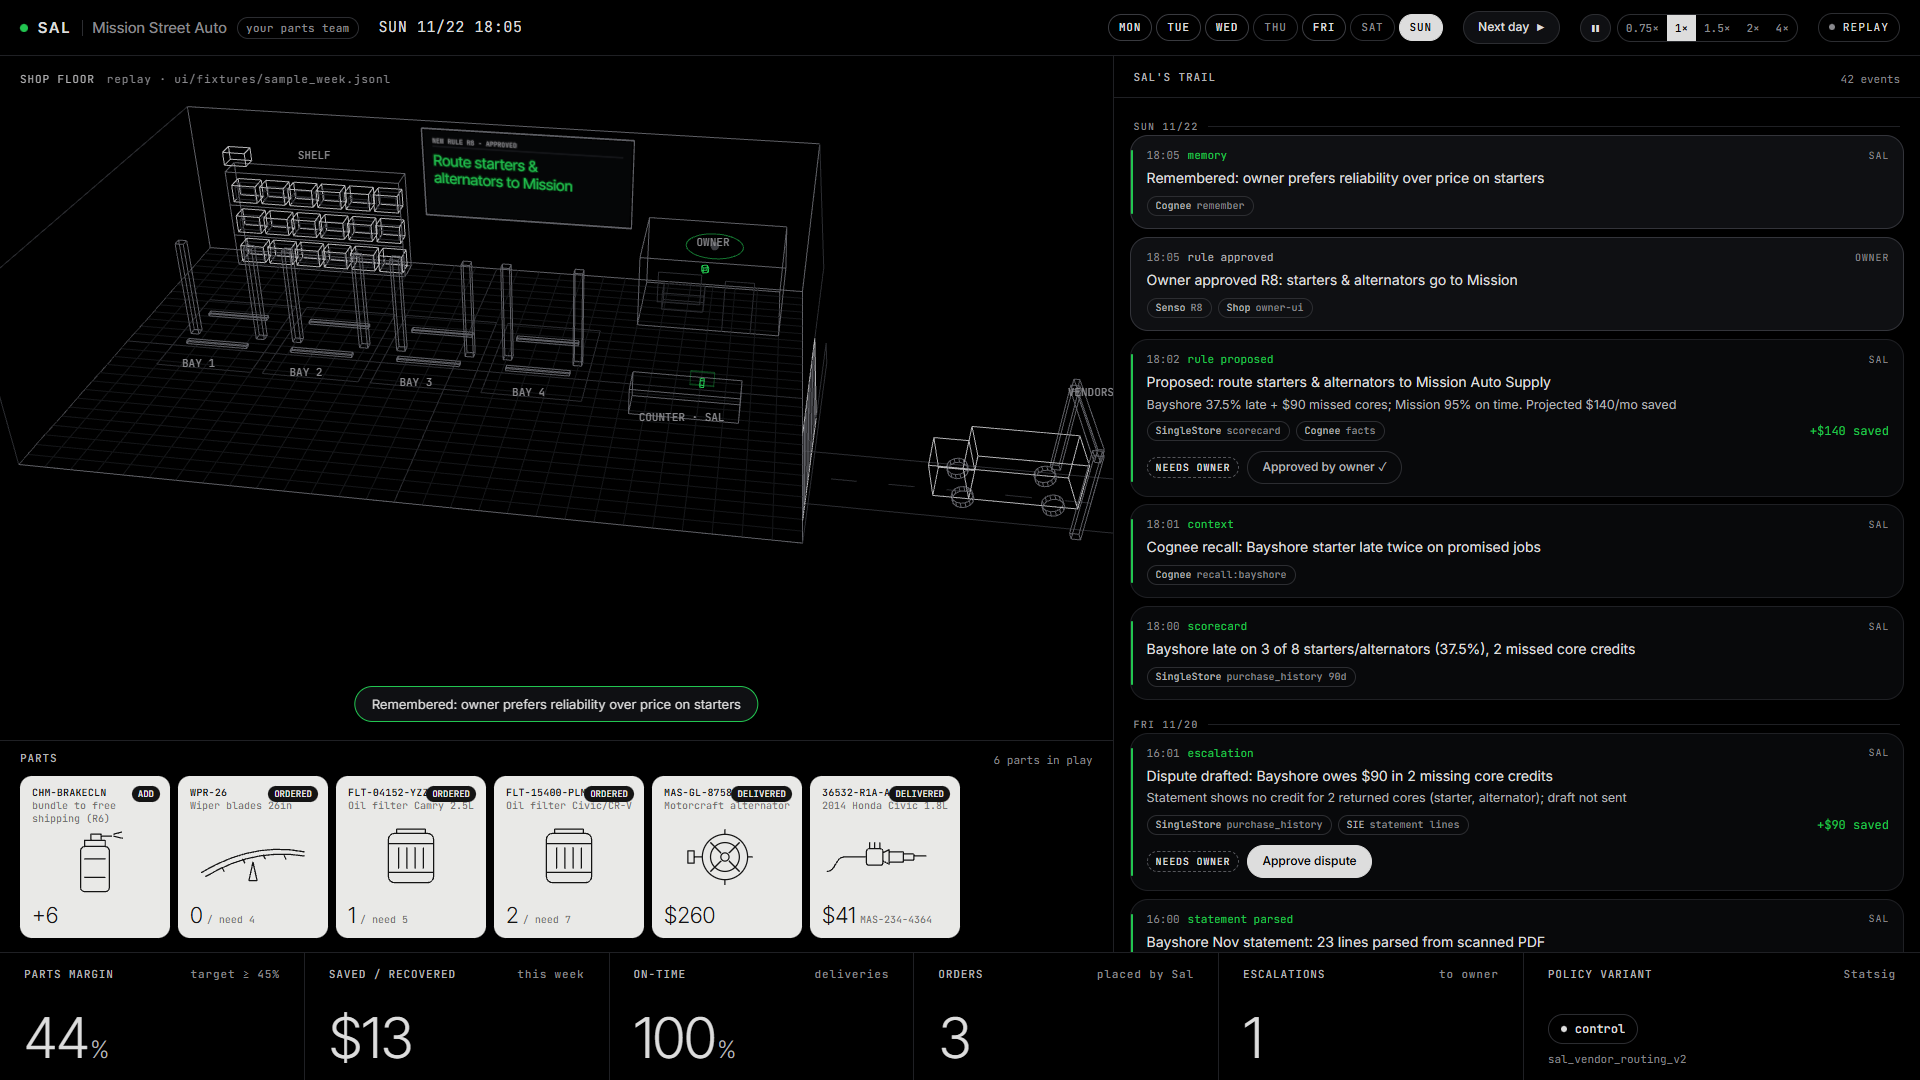 SAL
Mission Street Auto
your parts team
SUN 11/22 18:05
MON
TUE
WED
THU
FRI
SAT
SUN
Next day
0.75×
1×
1.5×
2×
4×
REPLAY
SHOP FLOOR replay · ui/fixtures/sample_week.jsonl
SHELF
NEW RULE R8 · APPROVED
Route starters &
alternators to Mission
OWNER
BAY 1
BAY 2
BAY 3
BAY 4
COUNTER · SAL
VENDORS
Remembered: owner prefers reliability over price on starters
SAL'S TRAIL
42 events
SUN 11/22
18:05 memory
SAL
Remembered: owner prefers reliability over price on starters
Cognee remember
18:05 rule approved
OWNER
Owner approved R8: starters & alternators go to Mission
Senso R8
Shop owner-ui
18:02 rule proposed
SAL
Proposed: route starters & alternators to Mission Auto Supply
Bayshore 37.5% late + $90 missed cores; Mission 95% on time. Projected $140/mo saved
SingleStore scorecard
Cognee facts
+$140 saved
NEEDS OWNER
Approved by owner ✓
18:01 context
SAL
Cognee recall: Bayshore starter late twice on promised jobs
Cognee recall:bayshore
18:00 scorecard
SAL
Bayshore late on 3 of 8 starters/alternators (37.5%), 2 missed core credits
SingleStore purchase_history 90d
FRI 11/20
16:01 escalation
SAL
Dispute drafted: Bayshore owes $90 in 2 missing core credits
Statement shows no credit for 2 returned cores (starter, alternator); draft not sent
SingleStore purchase_history
SIE statement lines
+$90 saved
NEEDS OWNER
Approve dispute
16:00 statement parsed
SAL
Bayshore Nov statement: 23 lines parsed from scanned PDF
PARTS
6 parts in play
CHM-BRAKECLN
ADD
bundle to free
shipping (R6)
+6
WPR-26
ORDERED
Wiper blades 26in
0 / need 4
FLT-04152-YZZ
ORDERED
Oil filter Camry 2.5L
1 / need 5
FLT-15400-PL
ORDERED
Oil filter Civic/CR-V
2 / need 7
MAS-GL-8758
DELIVERED
Motorcraft alternator
$260
36532-R1A-A
DELIVERED
2014 Honda Civic 1.8L
$41 MAS-234-4364
PARTS MARGIN
target ≥ 45%
44%
SAVED / RECOVERED
this week
$13
ON-TIME
deliveries
100%
ORDERS
placed by Sal
3
ESCALATIONS
to owner
1
POLICY VARIANT
Statsig
control
sal_vendor_routing_v2